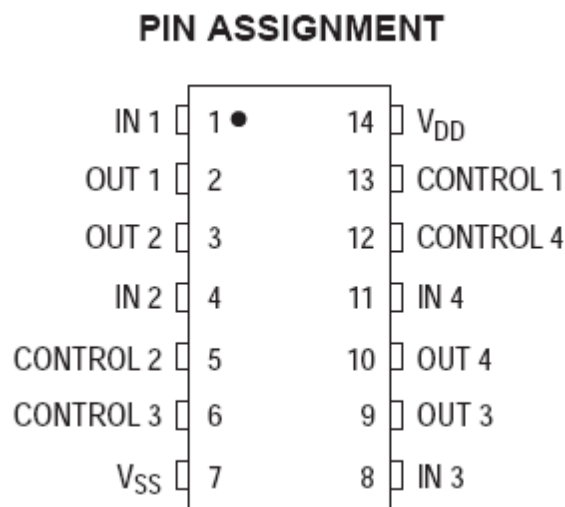 PIN ASSIGNMENT
IN 1 1 14 VDD
OUT 1 2 13 CONTROL 1
OUT 2 3 12 CONTROL 4
IN 2 4 11 IN 4
CONTROL 2 5 10 OUT 4
CONTROL 3 6 9 OUT 3
VSS 7 8 IN 3